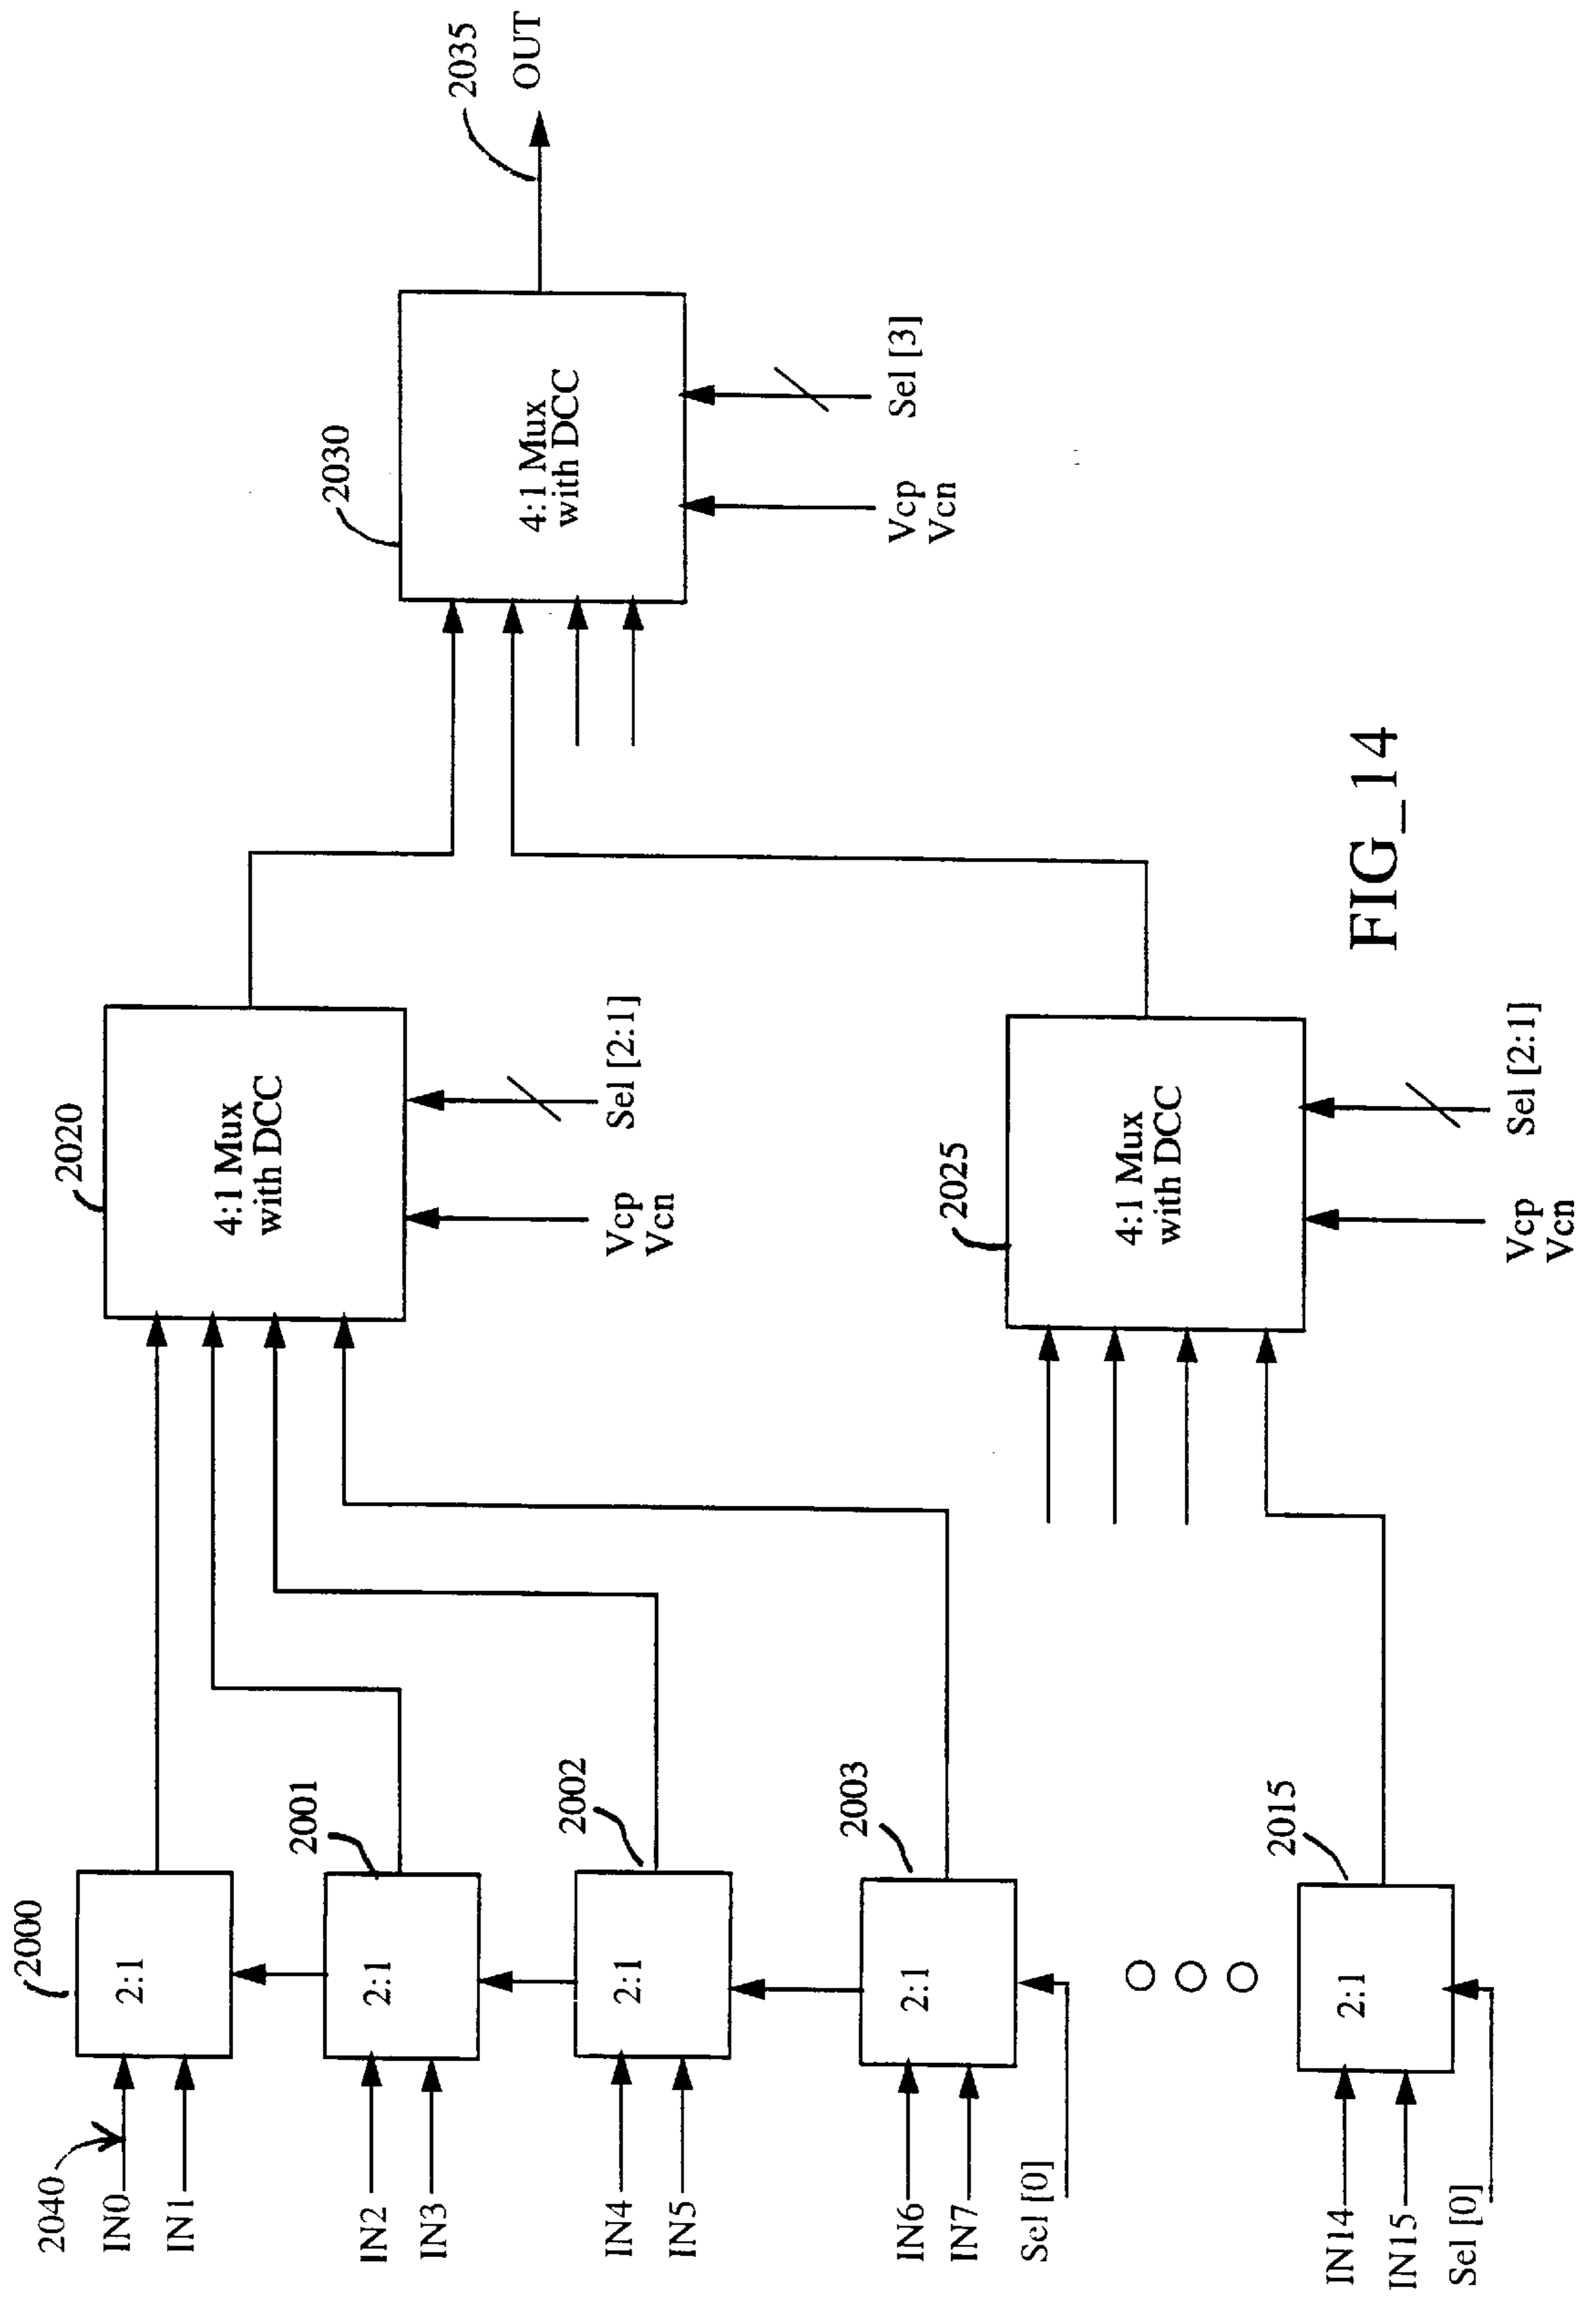 2040
IN0
IN1
2000
2:1
IN2
IN3
2001
2:1
IN4
IN5
2002
2:1
IN6
IN7
Sel [0]
2003
2:1
IN14
IN15
Sel [0]
2015
2:1
2020
4:1 Mux
with DCC
Vcp
Vcn
Sel [2:1]
2025
4:1 Mux
with DCC
Vcp
Vcn
Sel [2:1]
2030
4:1 Mux
with DCC
Vcp
Vcn
Sel [3]
2035
OUT
FIG_14